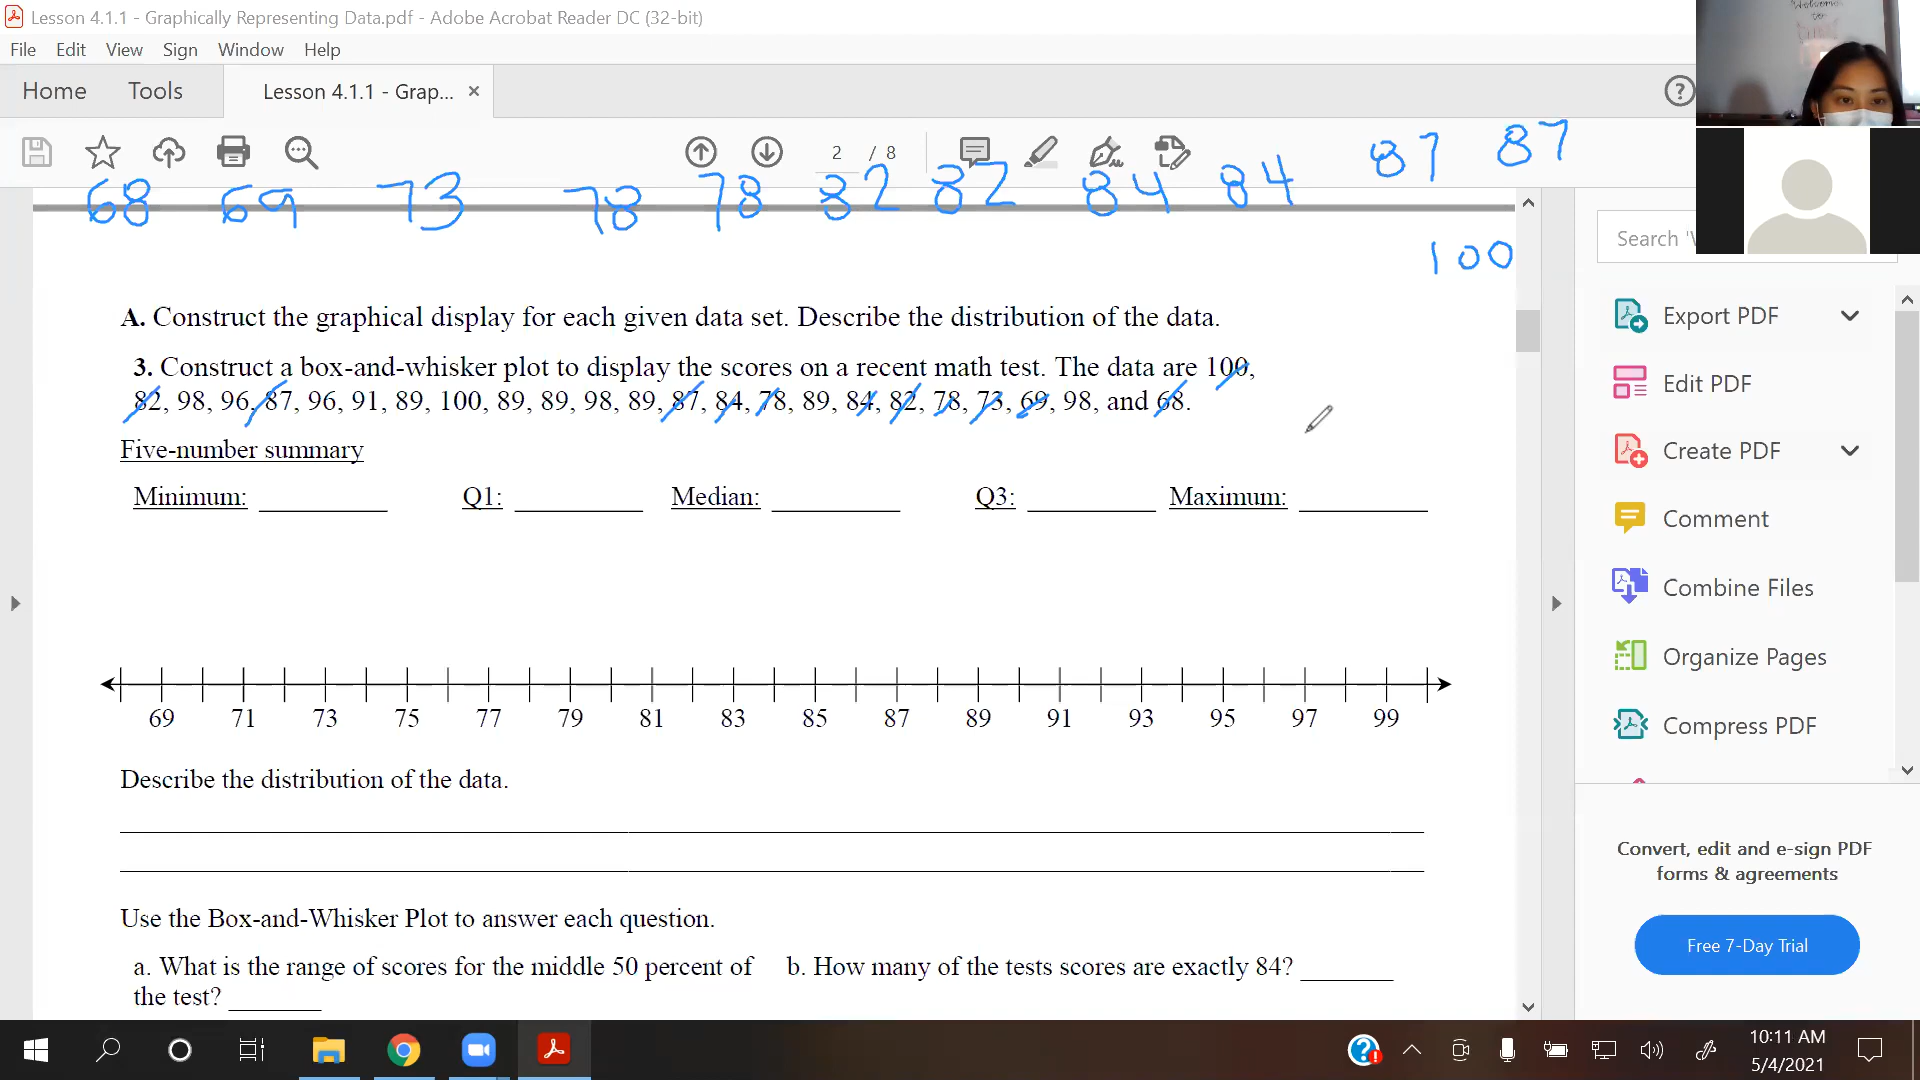 Lesson 4.1.1 - Graphically Representing Data.pdf - Adobe Acrobat Reader DC (32-bit)
File Edit View Sign Window Help
Home Tools Lesson 4.1.1 - Grap... ×
2 / 8
87 87
68 69 73 78 78 82 82 84 84
100
Search
A. Construct the graphical display for each given data set. Describe the distribution of the data.
3. Construct a box-and-whisker plot to display the scores on a recent math test. The data are 100,
82, 98, 96, 87, 96, 91, 89, 100, 89, 89, 98, 89, 87, 84, 78, 89, 84, 82, 78, 73, 69, 98, and 68.
Five-number summary
Minimum: Q1: Median: Q3: Maximum:
69 71 73 75 77 79 81 83 85 87 89 91 93 95 97 99
Describe the distribution of the data.
Use the Box-and-Whisker Plot to answer each question.
a. What is the range of scores for the middle 50 percent of
the test?
b. How many of the tests scores are exactly 84?
Export PDF
Edit PDF
Create PDF
Comment
Combine Files
Organize Pages
Compress PDF
Convert, edit and e-sign PDF
forms & agreements
Free 7-Day Trial
10:11 AM
5/4/2021